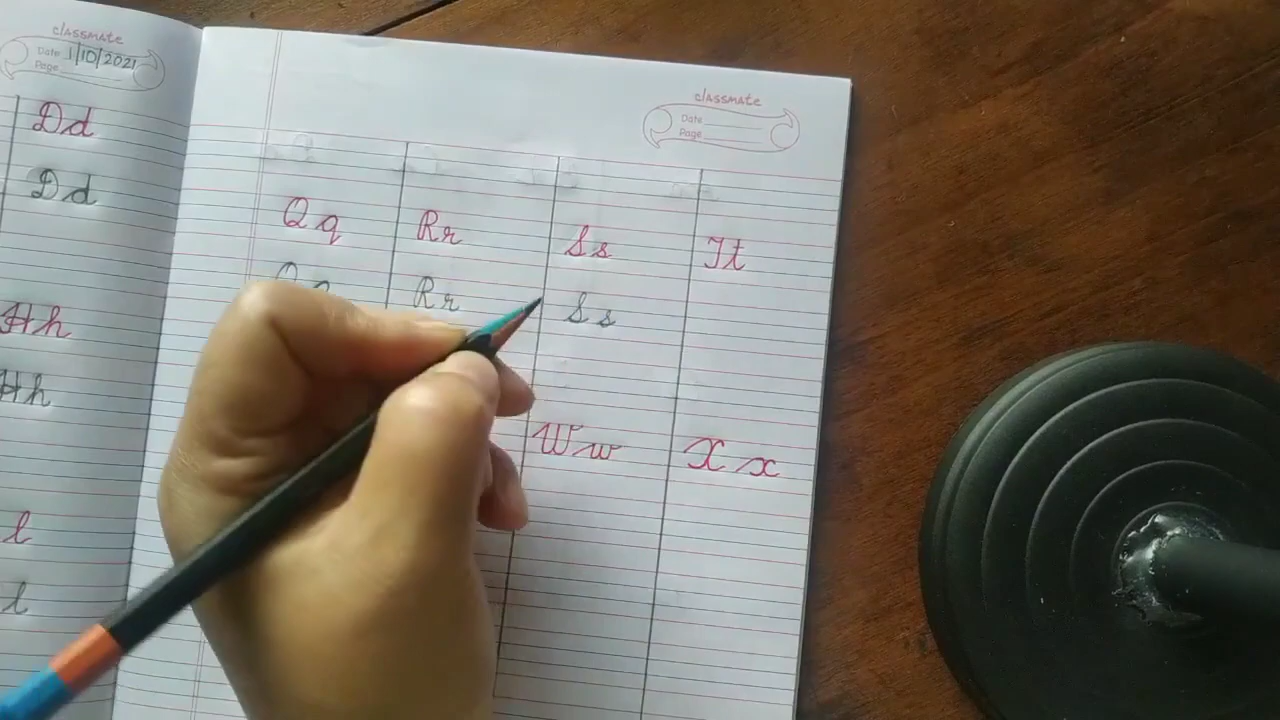 classmate
Date 1/10/2021
Page
Dd
Dd
Hh
Hh
l
l
classmate
Date
Page
Qq Rr Ss Tt
Qq Rr Ss
Ww Xx